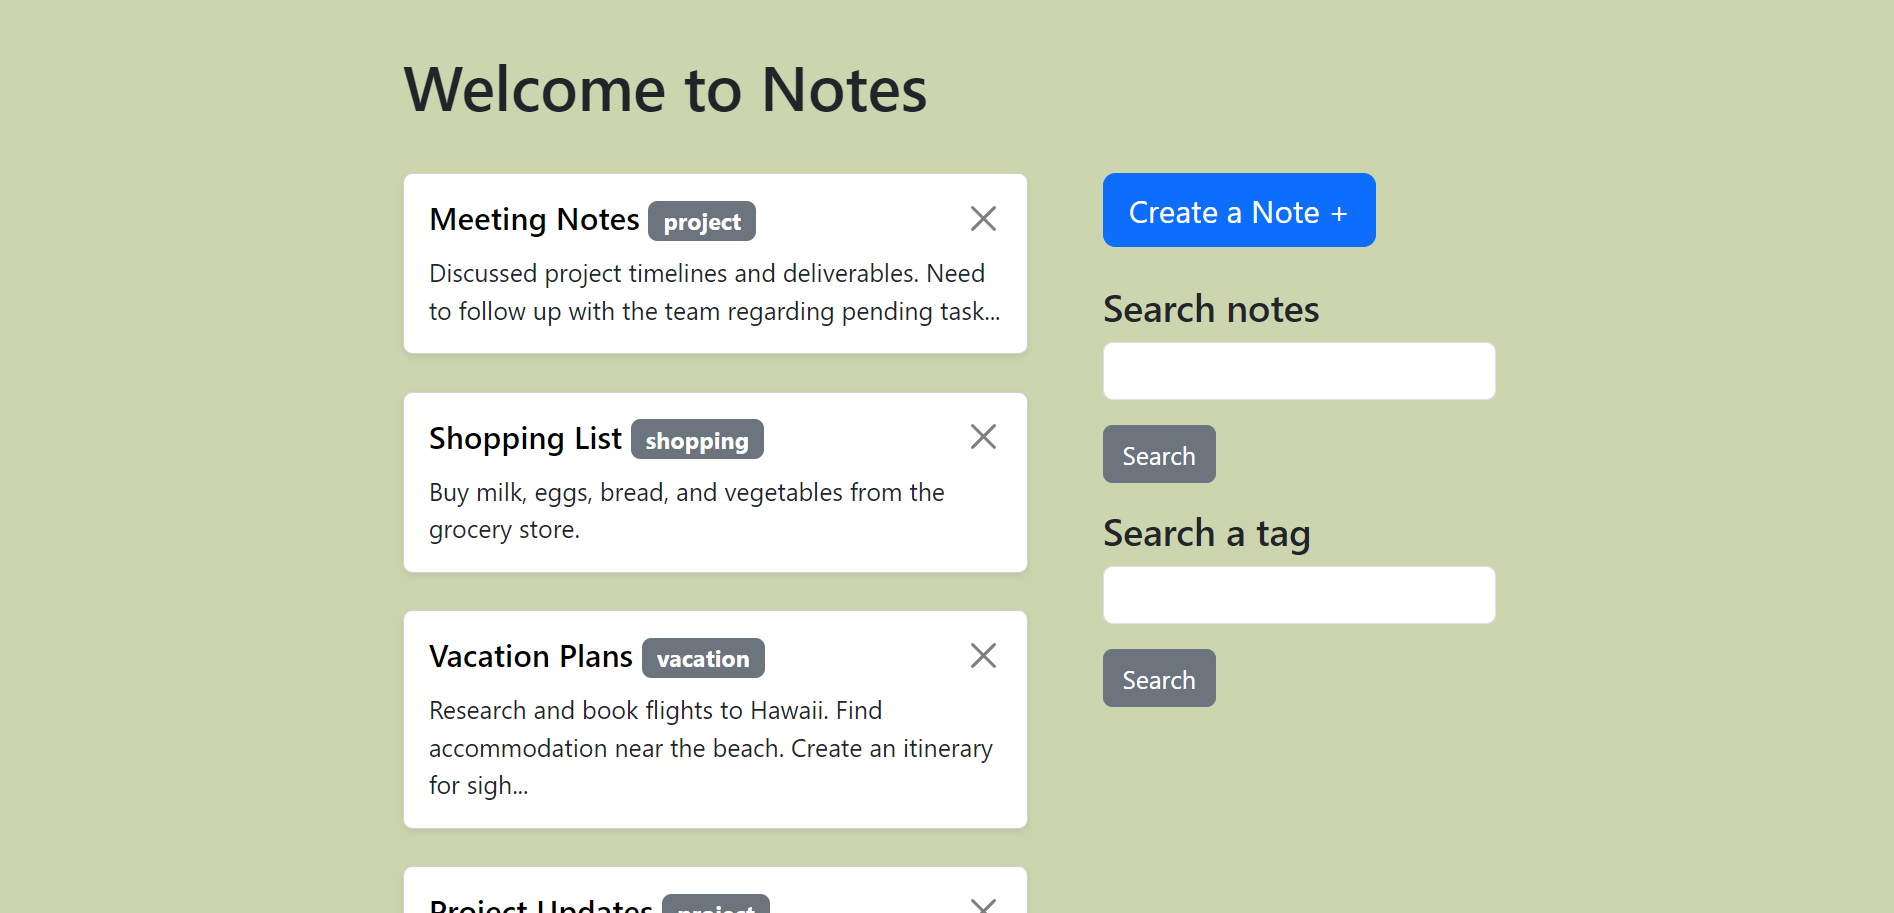 Welcome to Notes
Meeting Notes project
Discussed project timelines and deliverables. Need
to follow up with the team regarding pending task...
Shopping List shopping
Buy milk, eggs, bread, and vegetables from the
grocery store.
Vacation Plans vacation
Research and book flights to Hawaii. Find
accommodation near the beach. Create an itinerary
for sigh...
Project Updates project
Create a Note +
Search notes
Search
Search a tag
Search